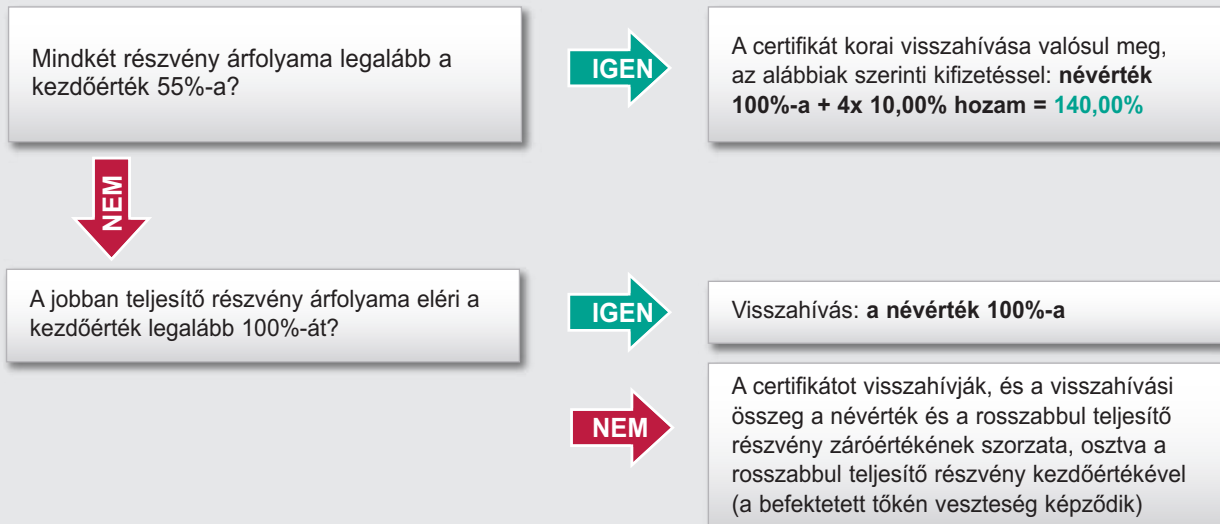 Mindkét részvény árfolyama legalább a
kezdőérték 55%-a?
IGEN
A certifikát korai visszahívása valósul meg,
az alábbiak szerinti kifizetéssel: névérték
100%-a + 4x 10,00% hozam = 140,00%
NEM
A jobban teljesítő részvény árfolyama eléri a
kezdőérték legalább 100%-át?
IGEN
Visszahívás: a névérték 100%-a
NEM
A certifikátot visszahívják, és a visszahívási
összeg a névérték és a rosszabbul teljesítő
részvény záróértékének szorzata, osztva a
rosszabbul teljesítő részvény kezdőértékével
(a befektetett tőkén veszteség képződik)